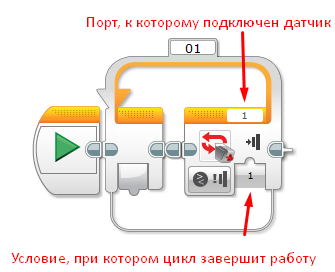 Порт, к которому подключен датчик
01
1
1
Условие, при котором цикл завершит работу